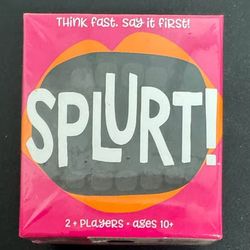 Think fast. Say it first!
SPLURT!
2+ PLAYERS • ages 10+